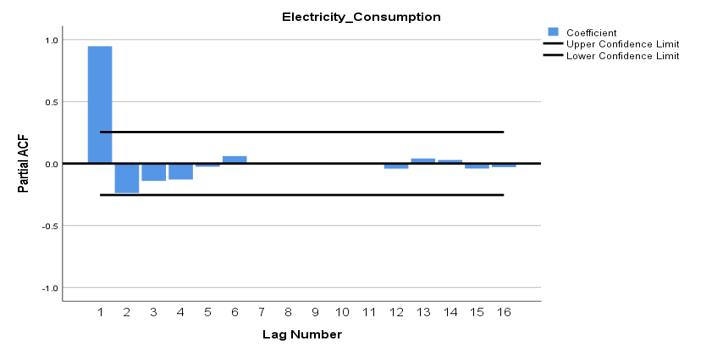 Electricity_Consumption
Coefficient
Upper Confidence Limit
Lower Confidence Limit
Partial ACF
1.0
0.5
0.0
-0.5
-1.0
1 2 3 4 5 6 7 8 9 10 11 12 13 14 15 16
Lag Number